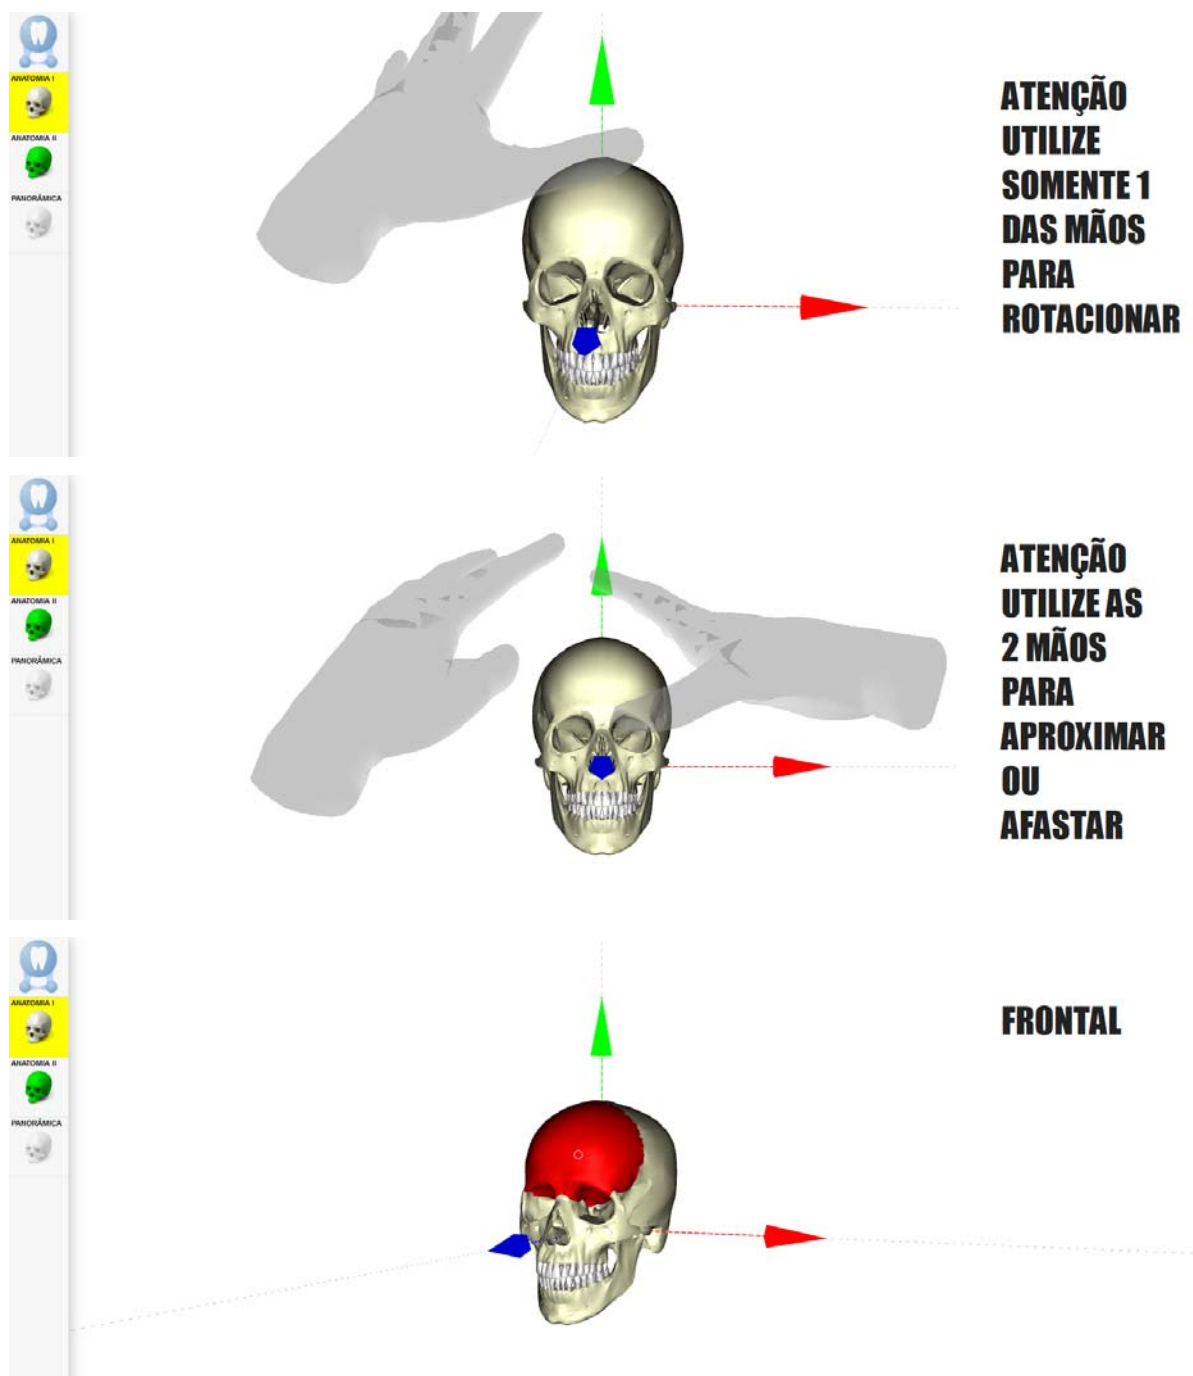 ANATOMIA I
ANATOMIA II
PANORÂMICA
ATENÇÃO
UTILIZE
SOMENTE 1
DAS MÃOS
PARA
ROTACIONAR
ANATOMIA I
ANATOMIA II
PANORÂMICA
ATENÇÃO
UTILIZE AS
2 MÃOS
PARA
APROXIMAR
OU
AFASTAR
ANATOMIA I
ANATOMIA II
PANORÂMICA
FRONTAL